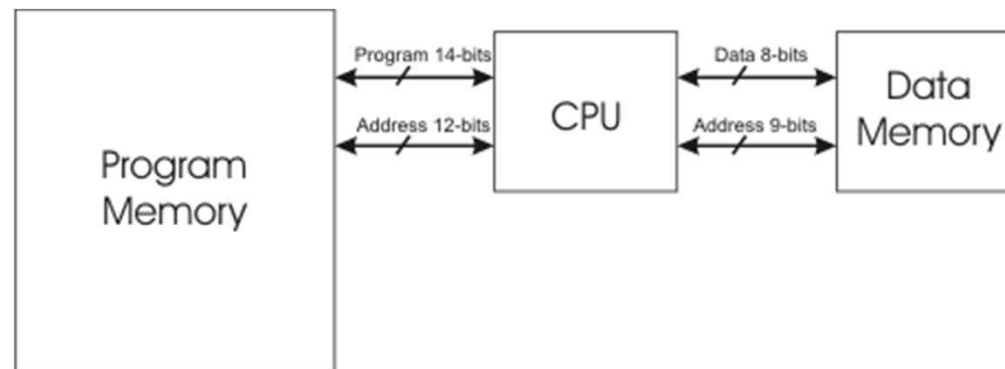 Program 14-bits
Address 12-bits
Program
Memory
CPU
Data 8-bits
Address 9-bits
Data
Memory